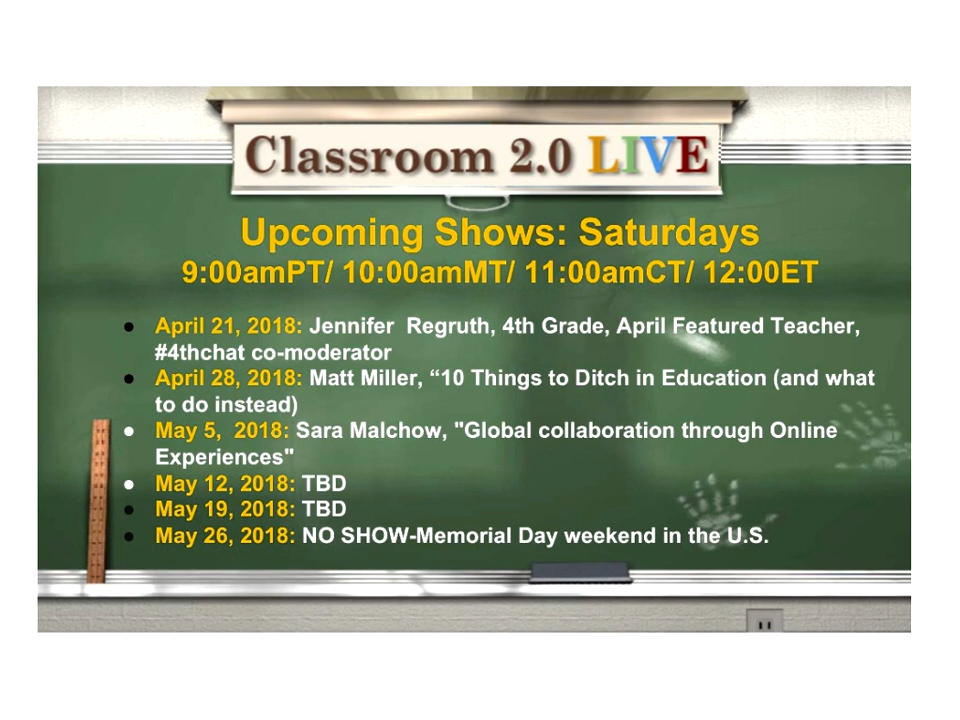 Classroom 2.0 LIVE
Upcoming Shows: Saturdays
9:00amPT/ 10:00amMT/ 11:00amCT/ 12:00ET
● April 21, 2018: Jennifer  Regruth, 4th Grade, April Featured Teacher,
#4thchat co-moderator
● April 28, 2018: Matt Miller, “10 Things to Ditch in Education (and what
to do instead)
● May 5,  2018: Sara Malchow, "Global collaboration through Online
Experiences"
● May 12, 2018: TBD
● May 19, 2018: TBD
● May 26, 2018: NO SHOW-Memorial Day weekend in the U.S.